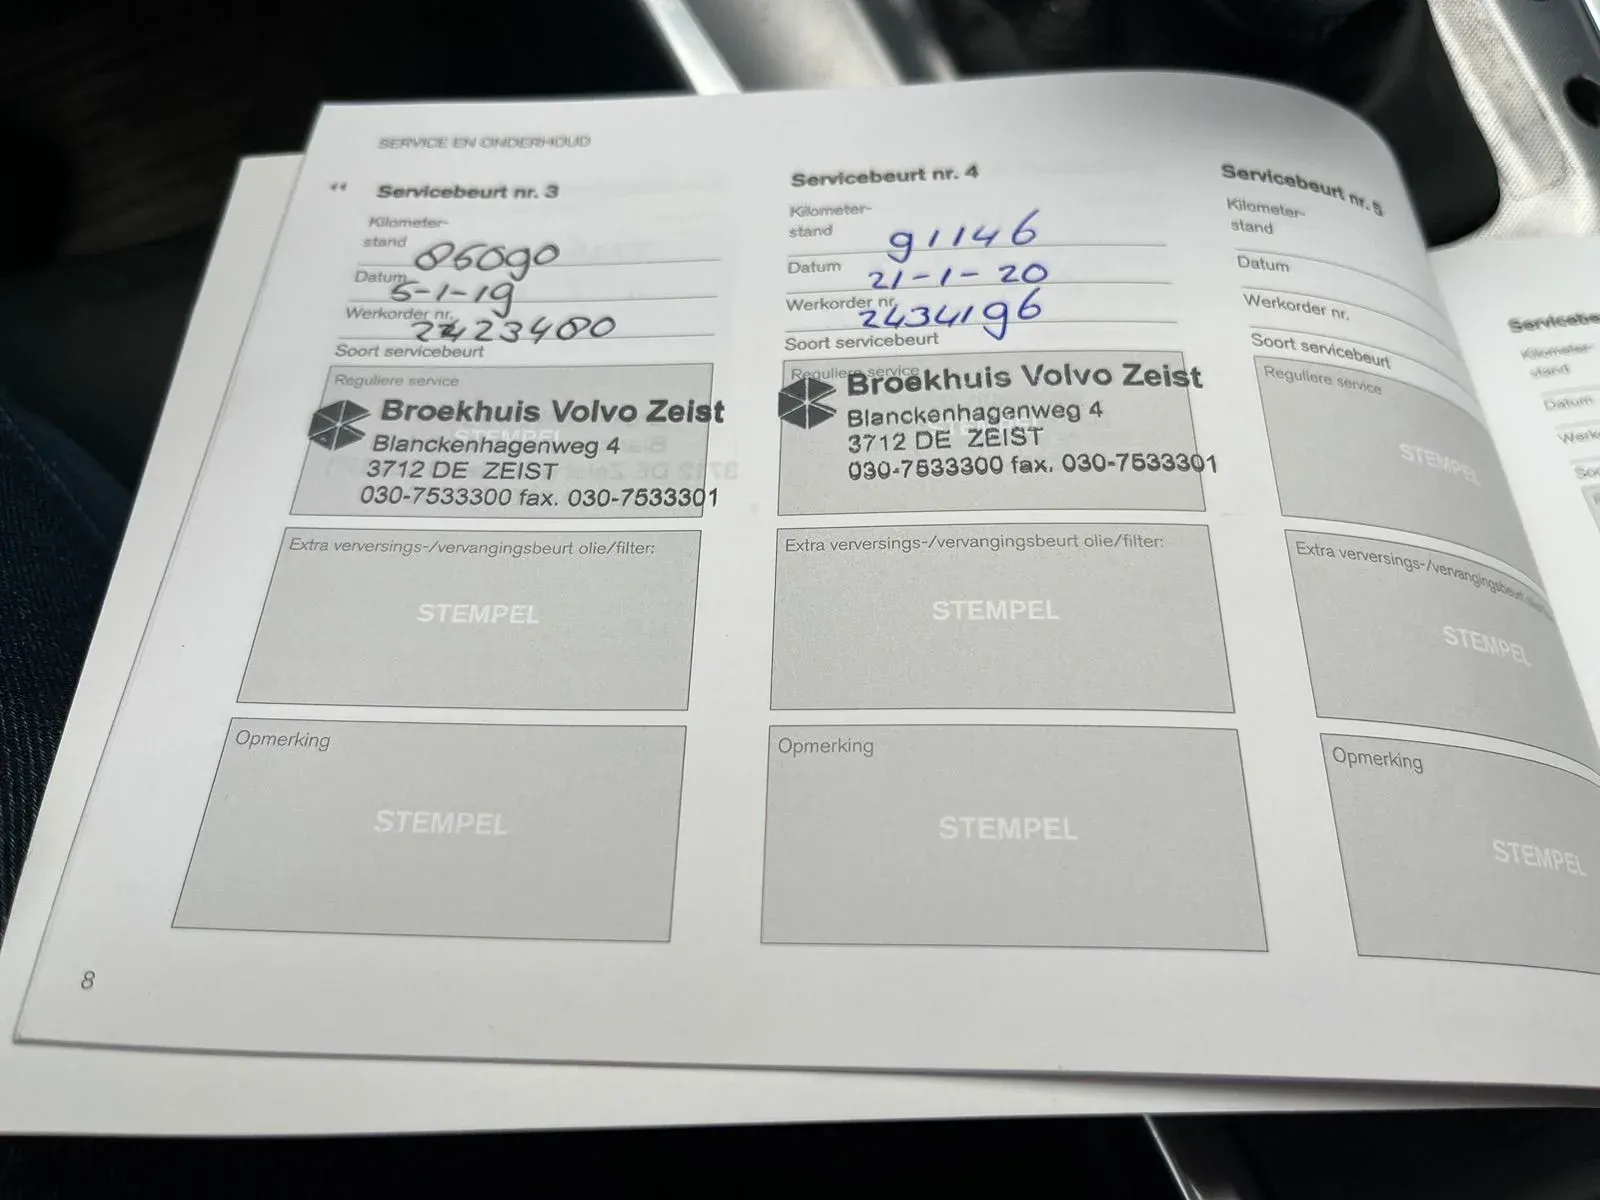 SERVICE EN ONDERHOUD
Servicebeurt nr. 3
Kilometer-
stand 86090
Datum 5-1-19
Werkorder nr. 2423480
Soort servicebeurt
Reguliere service
Broekhuis Volvo Zeist
Blanckenhagenweg 4
3712 DE ZEIST
030-7533300 fax. 030-7533301
Extra verversings-/vervangingsbeurt olie/filter:
STEMPEL
Opmerking
STEMPEL
8
Servicebeurt nr. 4
Kilometer-
stand 91146
Datum 21-1-20
Werkorder nr. 2434196
Soort servicebeurt
Reguliere service
Broekhuis Volvo Zeist
Blanckenhagenweg 4
3712 DE ZEIST
030-7533300 fax. 030-7533301
Extra verversings-/vervangingsbeurt olie/filter:
STEMPEL
Opmerking
STEMPEL
Servicebeurt nr. 5
Kilometer-
stand
Datum
Werkorder nr.
Soort servicebeurt
Reguliere service
STEMPEL
Extra verversings-/vervangingsbeurt
STEMPEL
Opmerking
STEMPEL
Kilometer-
stand
Datum